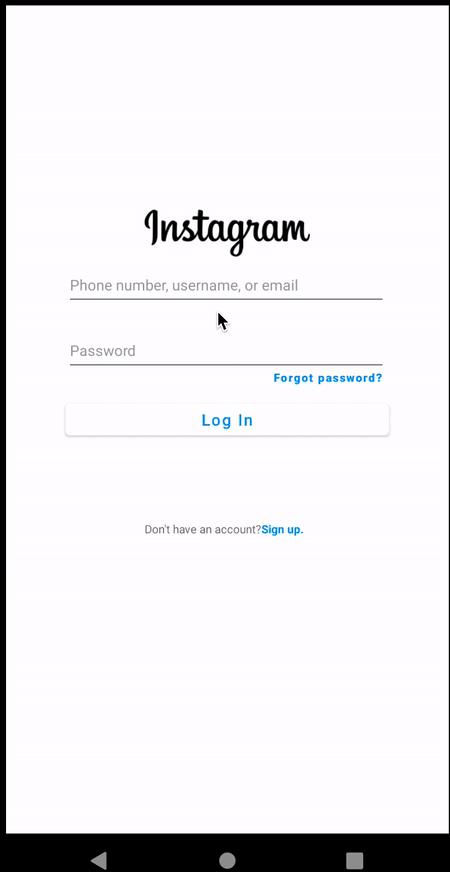 Instagram
Phone number, username, or email
Password
Forgot password?
Log In
Don't have an account?Sign up.